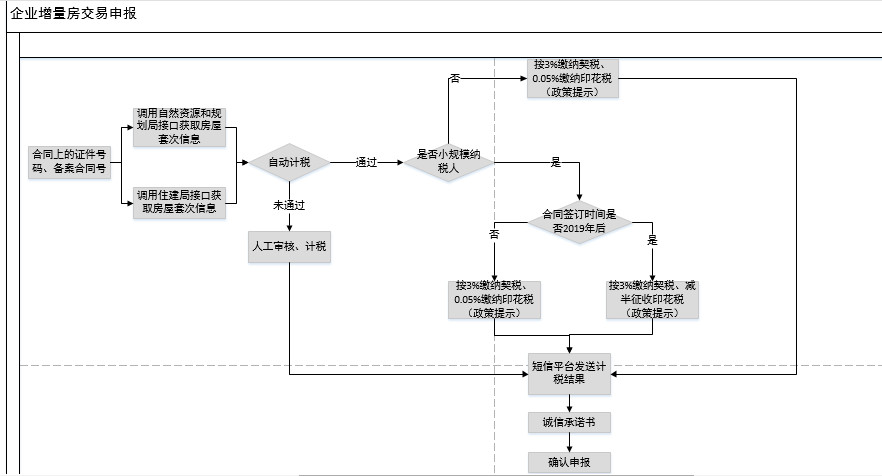 企业增量房交易申报
按3%缴纳契税、
0.05%缴纳印花税
（政策提示）
否
调用自然资源和规
划局接口获取房屋
套次信息
合同上的证件号
码、备案合同号
自动计税
通过
是否小规模纳
税人
是
调用住建局接口获
取房屋套次信息
未通过
合同签订时间是
否2019年后
人工审核、计税
否
是
按3%缴纳契税、
0.05%缴纳印花税
（政策提示）
按3%缴纳契税、减
半征收印花税
（政策提示）
短信平台发送计
税结果
诚信承诺书
确认申报